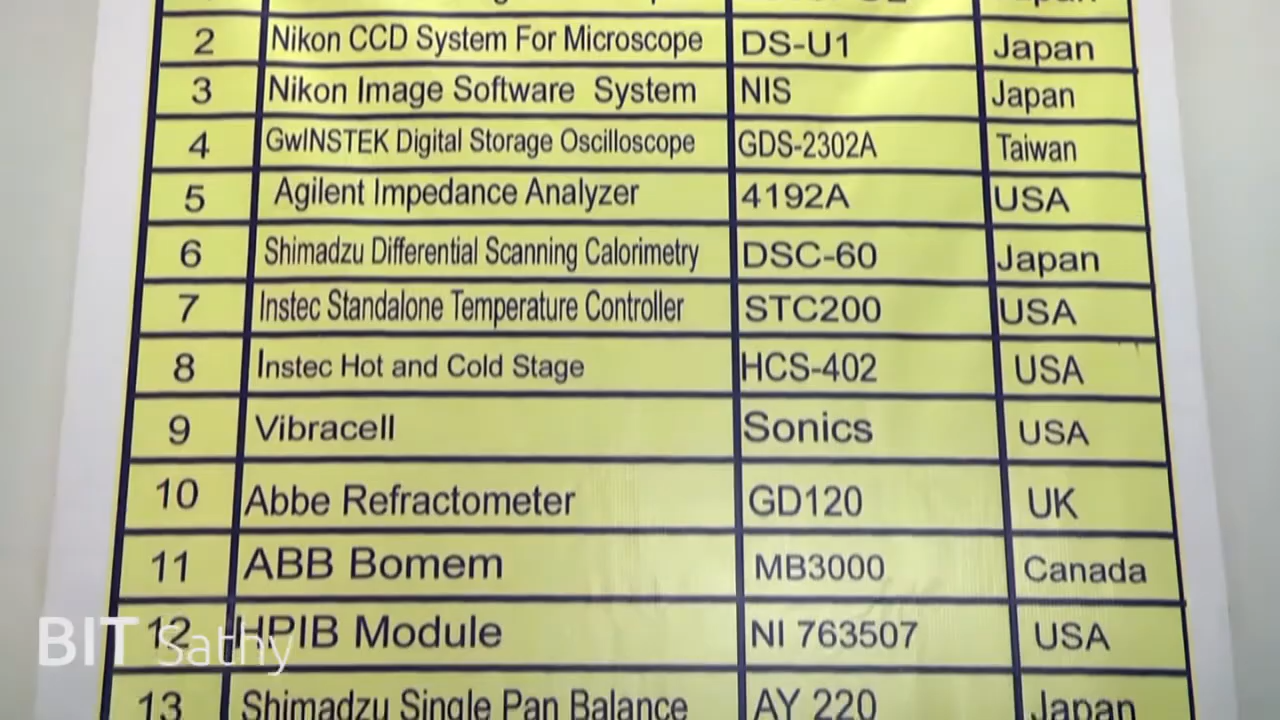 2 Nikon CCD System For Microscope DS-U1 Japan
3 Nikon Image Software System NIS Japan
4 GwINSTEK Digital Storage Oscilloscope GDS-2302A Taiwan
5 Agilent Impedance Analyzer 4192A USA
6 Shimadzu Differential Scanning Calorimetry DSC-60 Japan
7 Instec Standalone Temperature Controller STC200 USA
8 Instec Hot and Cold Stage HCS-402 USA
9 Vibracell Sonics USA
10 Abbe Refractometer GD120 UK
11 ABB Bomem MB3000 Canada
12 HPIB Module NI 763507 USA
BIT Sathy
13 Shimadzu Single Pan Balance AY 220 Japan